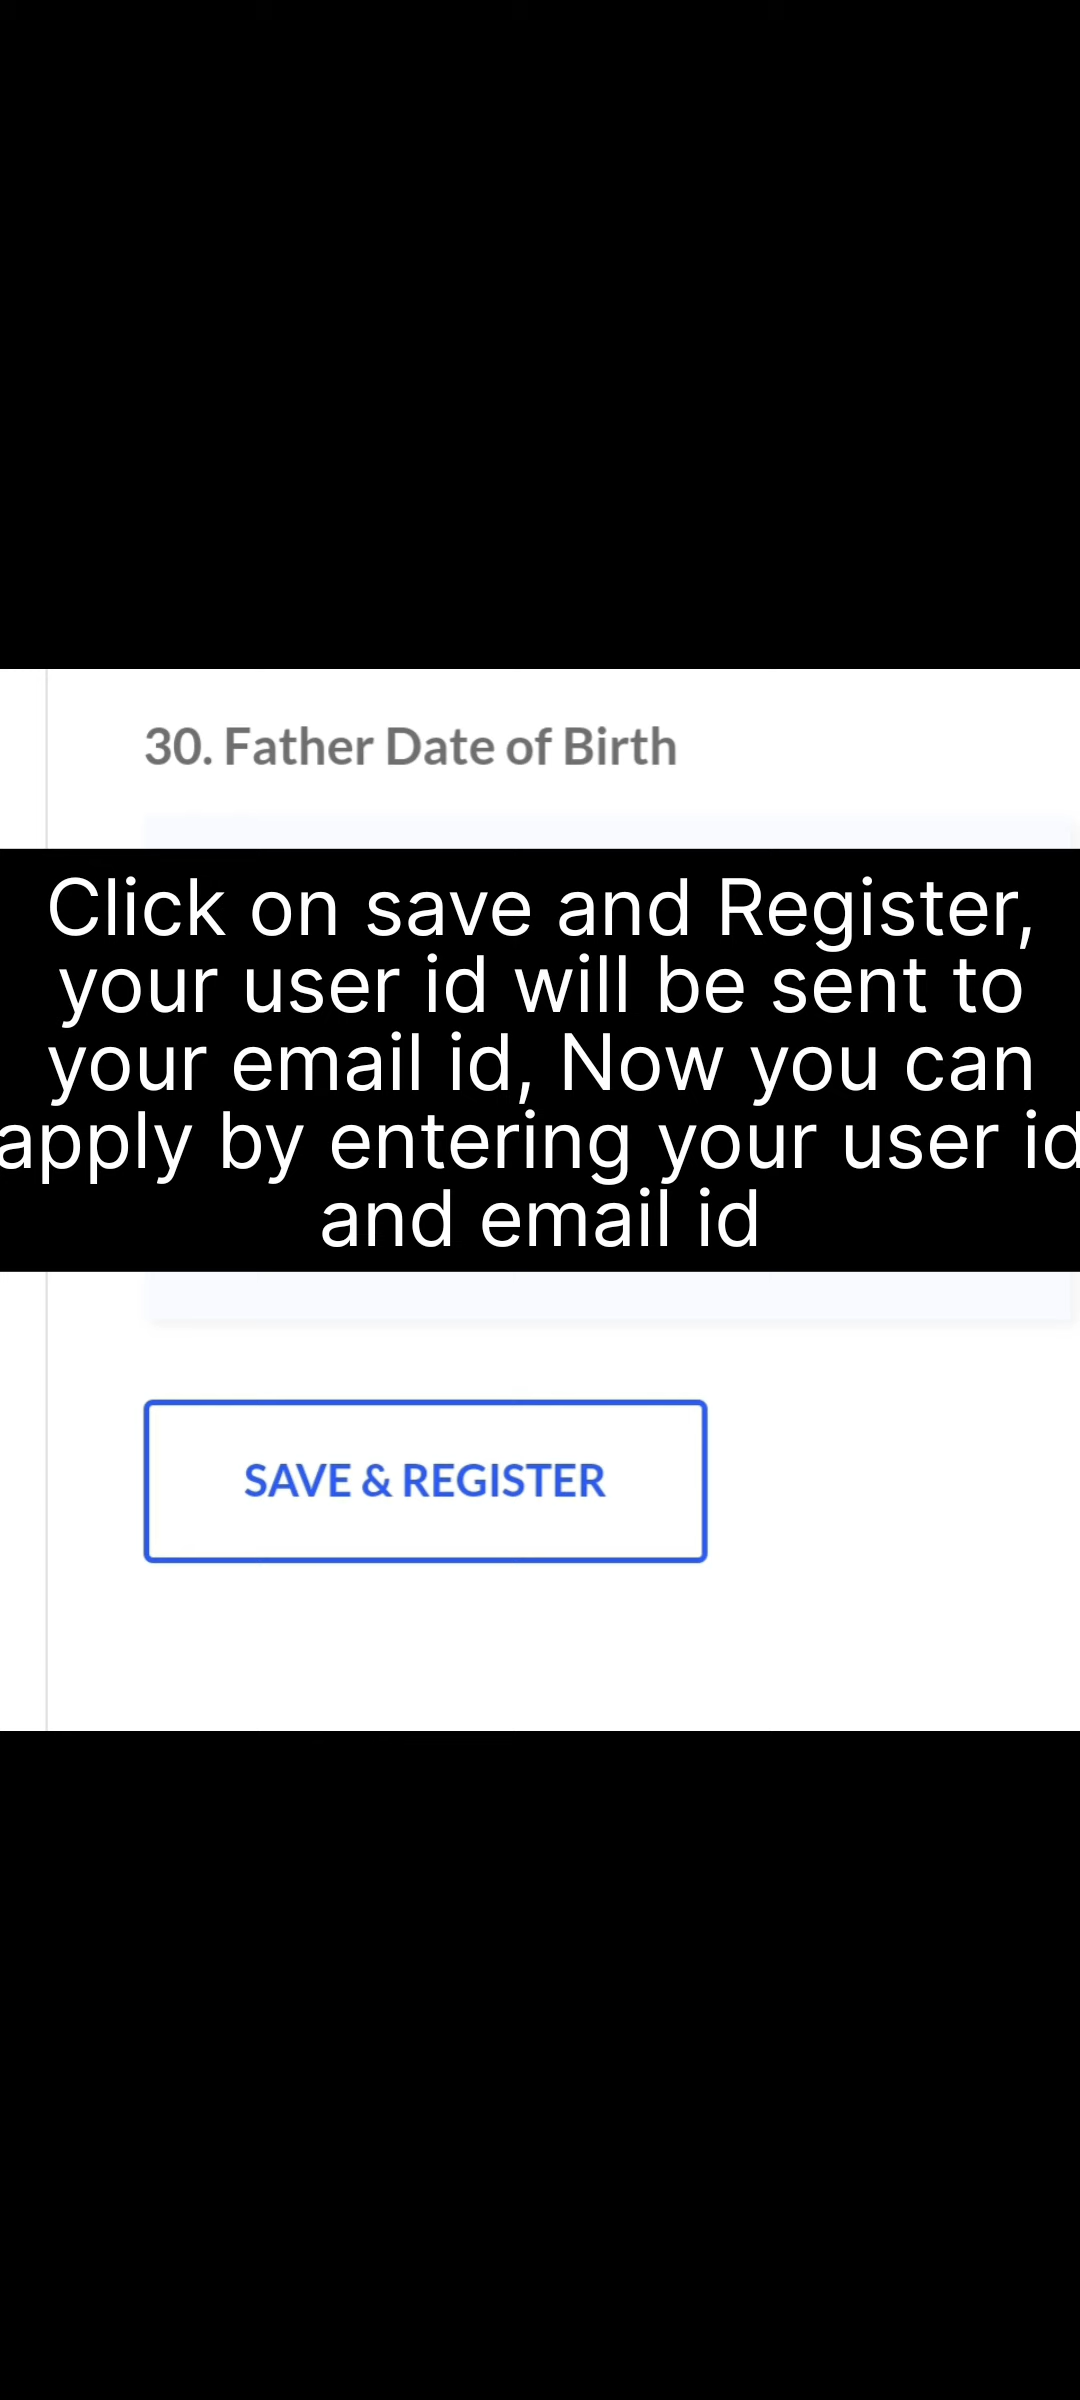 30. Father Date of Birth
Click on save and Register,
your user id will be sent to
your email id, Now you can
apply by entering your user id
and email id
SAVE & REGISTER